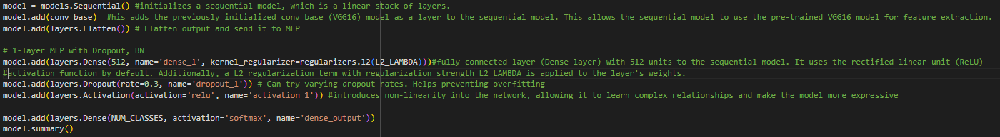 model = models.Sequential() #initializes a sequential model, which is a linear stack of layers.
model.add(conv_base)  #his adds the previously initialized conv_base (VGG16) model as a layer to the sequential model. This allows the sequential model to use the pre-trained VGG16 model for feature extraction.
model.add(layers.Flatten()) # Flatten output and send it to MLP

# 1-layer MLP with Dropout, BN
model.add(layers.Dense(512, name='dense_1', kernel_regularizer=regularizers.l2(L2_LAMBDA)))#fully connected layer (Dense layer) with 512 units to the sequential model. It uses the rectified linear unit (ReLU)
#activation function by default. Additionally, a L2 regularization term with regularization strength L2_LAMBDA is applied to the layer's weights.
model.add(layers.Dropout(rate=0.3, name='dropout_1')) # Can try varying dropout rates. Helps preventing overfitting
model.add(layers.Activation(activation='relu', name='activation_1')) #introduces non-linearity into the network, allowing it to learn complex relationships and make the model more expressive

model.add(layers.Dense(NUM_CLASSES, activation='softmax', name='dense_output'))
model.summary()